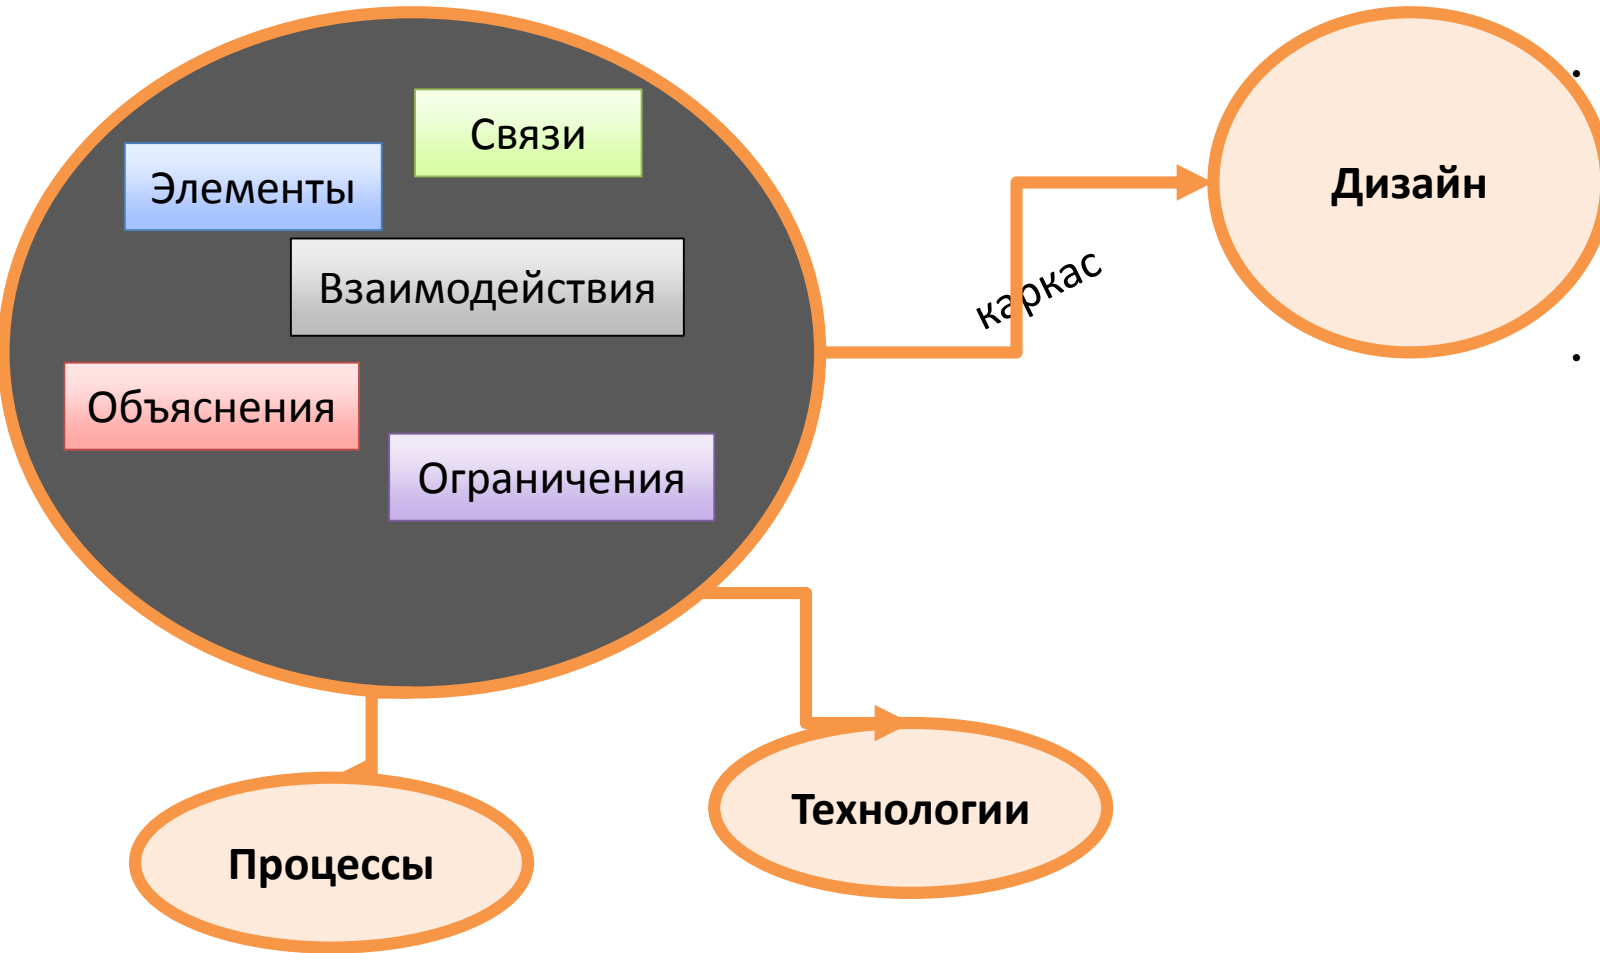 Связи
Элементы
Взаимодействия
Объяснения
Ограничения
каркас
Дизайн
Технологии
Процессы